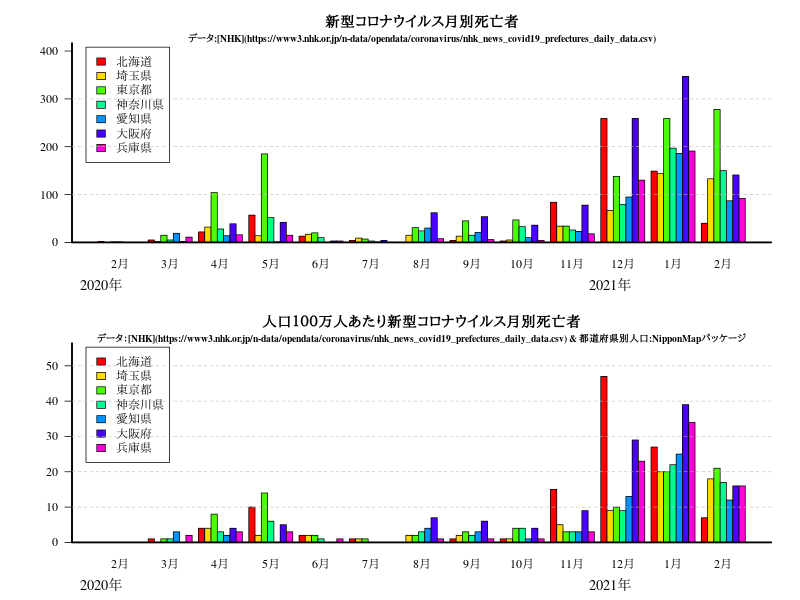 新型コロナウイルス月別死亡者
データ:[NHK](https://www3.nhk.or.jp/n-data/opendata/coronavirus/nhk_news_covid19_prefectures_daily_data.csv)
400
300
200
100
0
北海道
埼玉県
東京都
神奈川県
愛知県
大阪府
兵庫県
2月 3月 4月 5月 6月 7月 8月 9月 10月 11月 12月 1月 2月
2020年 2021年
人口100万人あたり新型コロナウイルス月別死亡者
データ:[NHK](https://www3.nhk.or.jp/n-data/opendata/coronavirus/nhk_news_covid19_prefectures_daily_data.csv) & 都道府県別人口:NipponMapパッケージ
50
40
30
20
10
0
北海道
埼玉県
東京都
神奈川県
愛知県
大阪府
兵庫県
2月 3月 4月 5月 6月 7月 8月 9月 10月 11月 12月 1月 2月
2020年 2021年